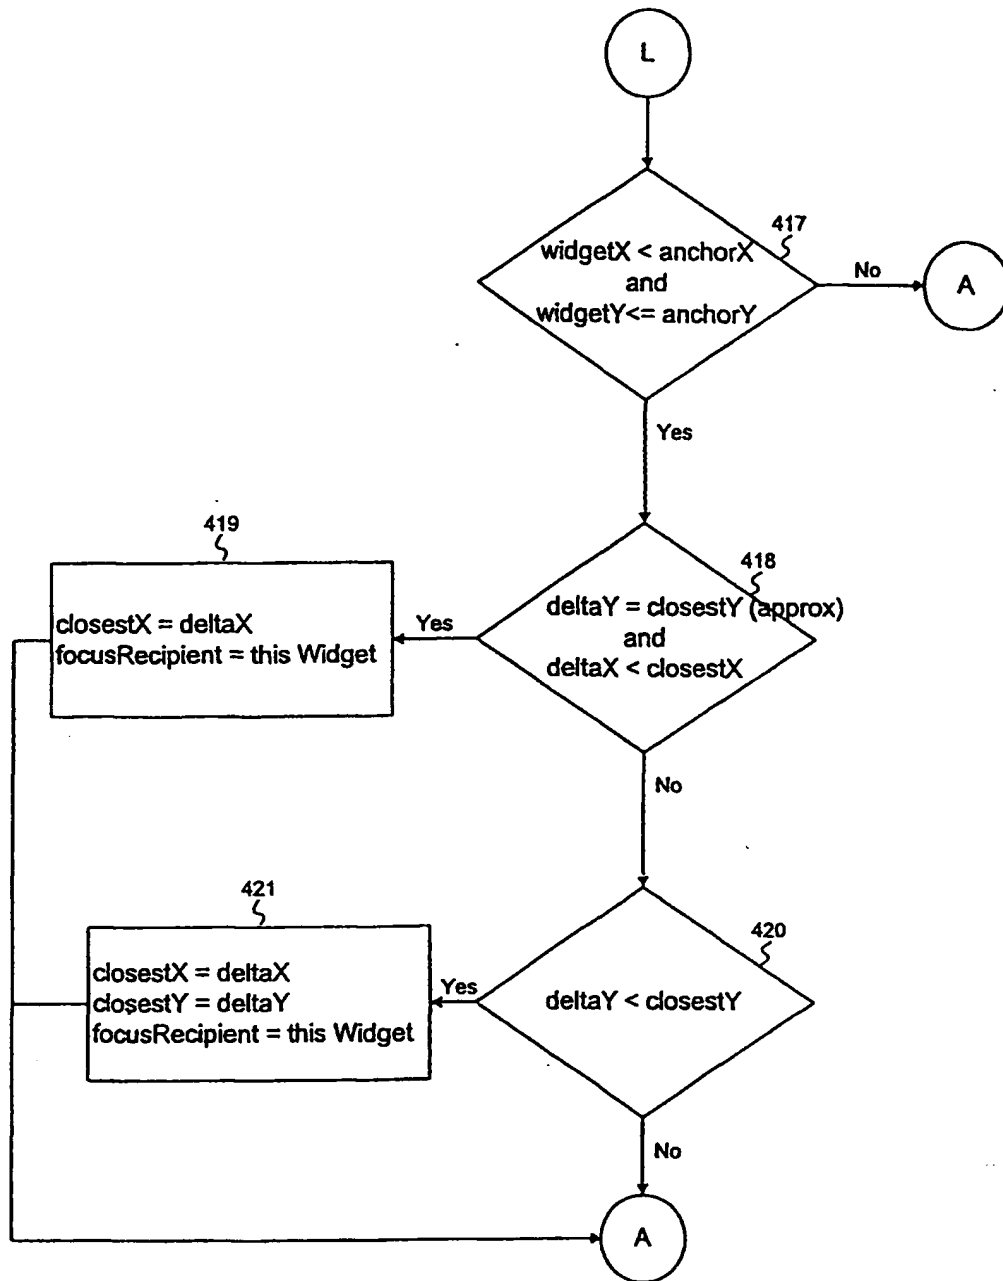 L
417
widgetX < anchorX
and
widgetY<= anchorY
No
A
Yes
419
closestX = deltaX
focusRecipient = this Widget
Yes
418
deltaY = closestY (approx)
and
deltaX < closestX
No
421
closestX = deltaX
closestY = deltaY
focusRecipient = this Widget
Yes
420
deltaY < closestY
No
A